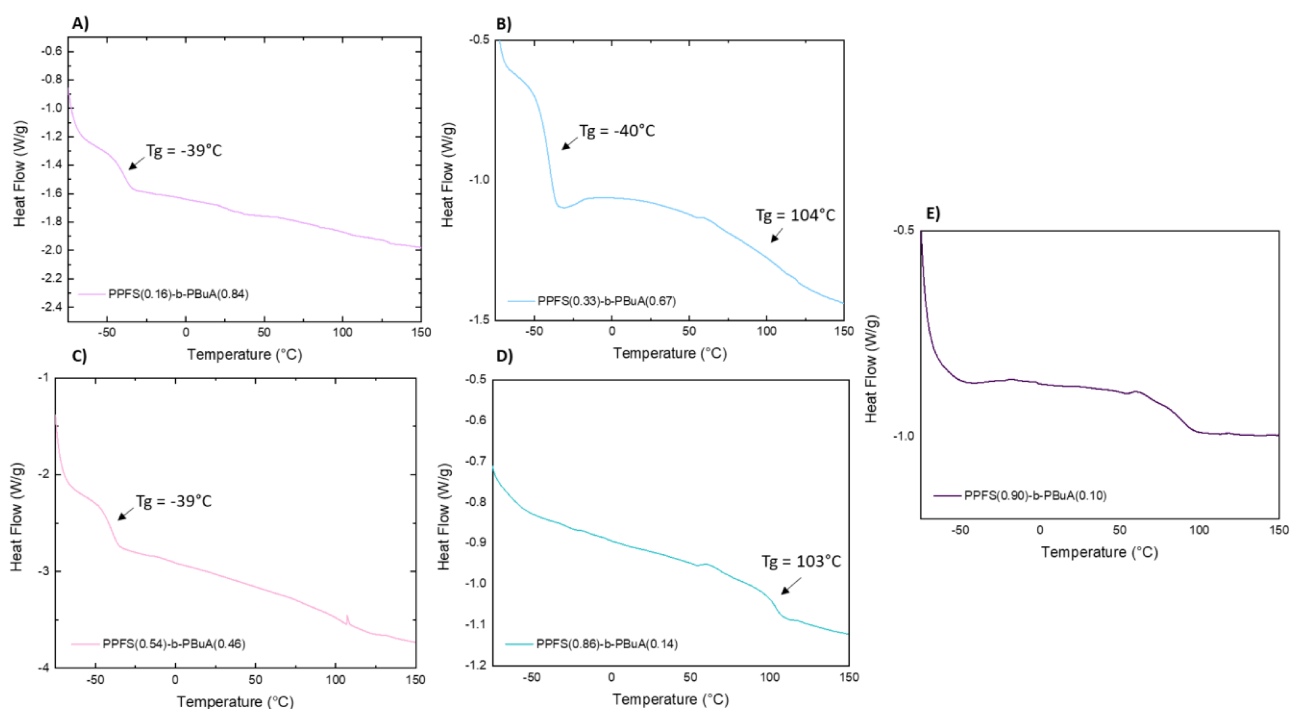 A)
Heat Flow (W/g)
-0.6
-0.8
-1.0
-1.2
-1.4
-1.6
-1.8
-2.0
-2.2
-2.4
Tg = -39°C
PPFS(0.16)-b-PBuA(0.84)
-50 0 50 100 150
Temperature (°C)
B)
Heat Flow (W/g)
-0.5
-1.0
-1.5
Tg = -40°C
Tg = 104°C
PPFS(0.33)-b-PBuA(0.67)
-50 0 50 100 150
Temperature (°C)
C)
Heat Flow (W/g)
-1
-2
-3
-4
Tg = -39°C
PPFS(0.54)-b-PBuA(0.46)
-50 0 50 100 150
Temperature (°C)
D)
Heat Flow (W/g)
-0.5
-0.6
-0.7
-0.8
-0.9
-1.0
-1.1
-1.2
Tg = 103°C
PPFS(0.86)-b-PBuA(0.14)
-50 0 50 100 150
Temperature (°C)
E)
Heat Flow (W/g)
-0.5
-1.0
PPFS(0.90)-b-PBuA(0.10)
-50 0 50 100 150
Temperature (°C)